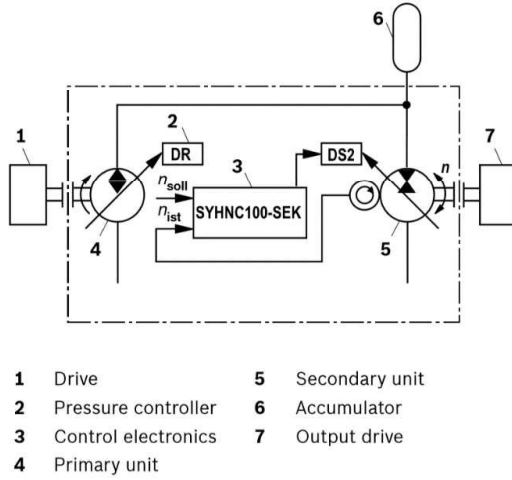 6
1
2
DR
3
n_soll
n_ist
SYHNC100-SEK
DS2
n
7
4
5
1 Drive
2 Pressure controller
3 Control electronics
4 Primary unit
5 Secondary unit
6 Accumulator
7 Output drive